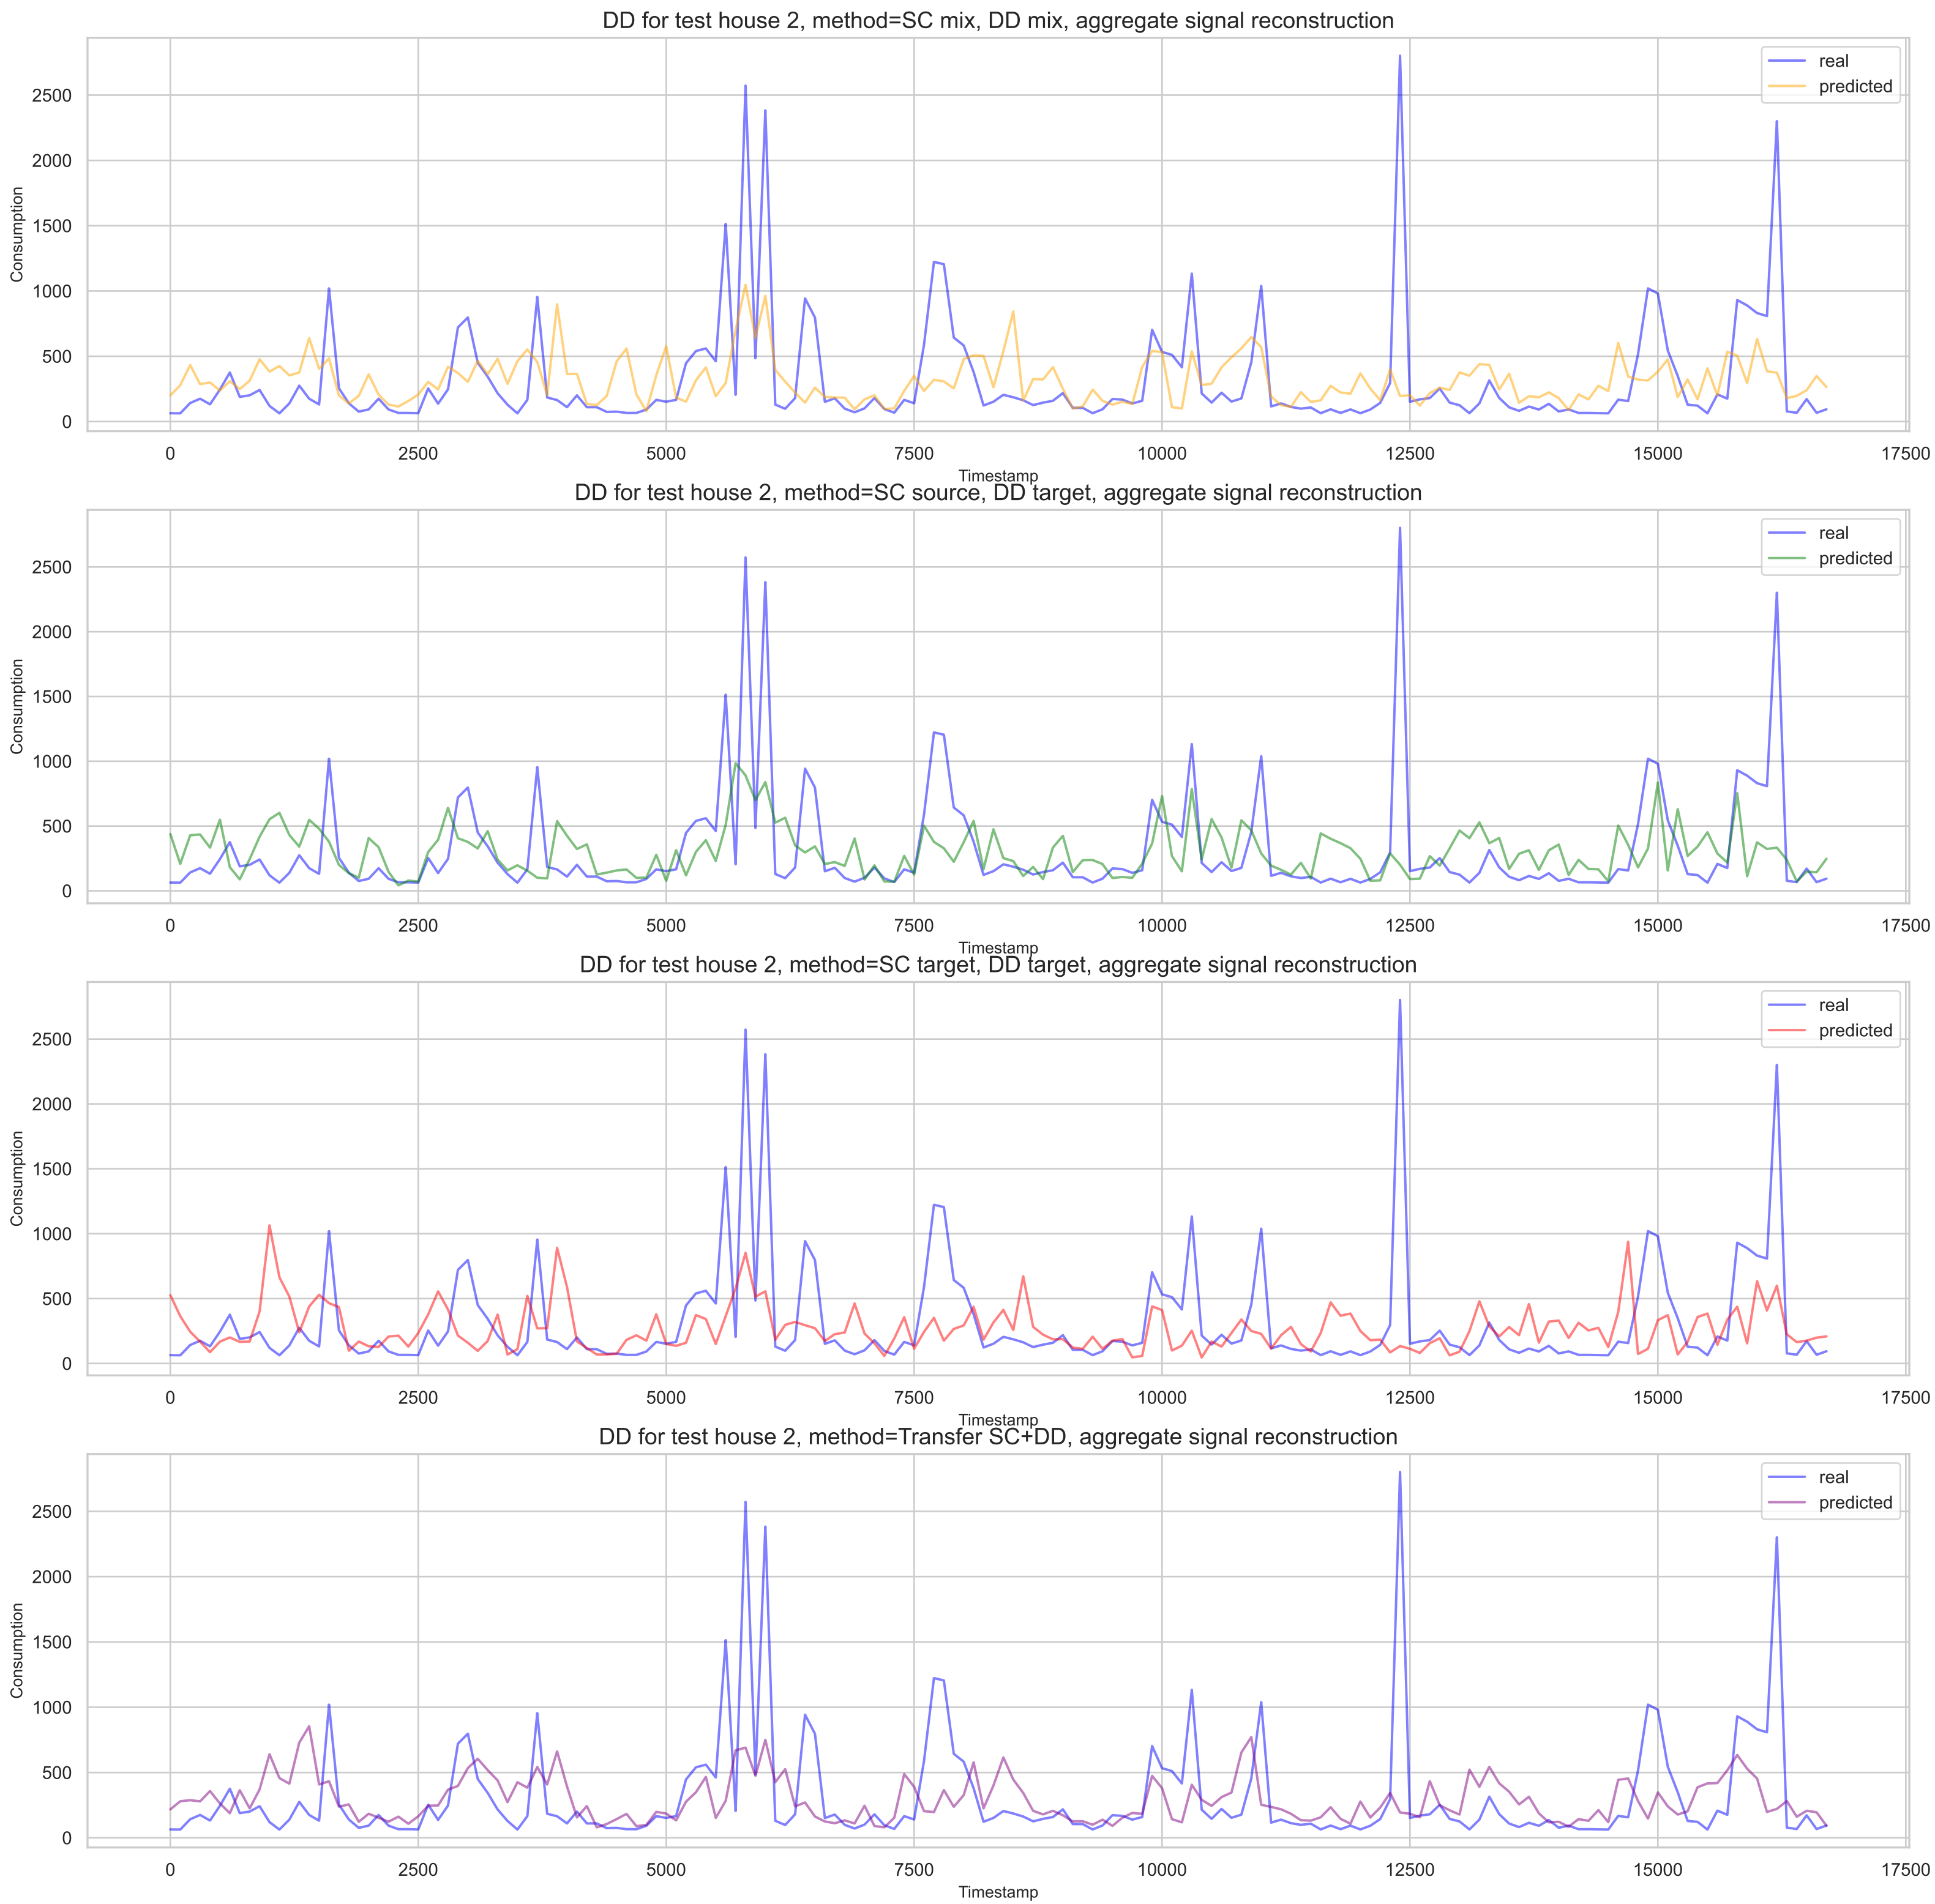 DD for test house 2, method=SC mix, DD mix, aggregate signal reconstruction
real
predicted
2500
2000
1500
1000
500
0
Consumption
0 2500 5000 7500 10000 12500 15000 17500
Timestamp
DD for test house 2, method=SC source, DD target, aggregate signal reconstruction
real
predicted
2500
2000
1500
1000
500
0
Consumption
0 2500 5000 7500 10000 12500 15000 17500
Timestamp
DD for test house 2, method=SC target, DD target, aggregate signal reconstruction
real
predicted
2500
2000
1500
1000
500
0
Consumption
0 2500 5000 7500 10000 12500 15000 17500
Timestamp
DD for test house 2, method=Transfer SC+DD, aggregate signal reconstruction
real
predicted
2500
2000
1500
1000
500
0
Consumption
0 2500 5000 7500 10000 12500 15000 17500
Timestamp